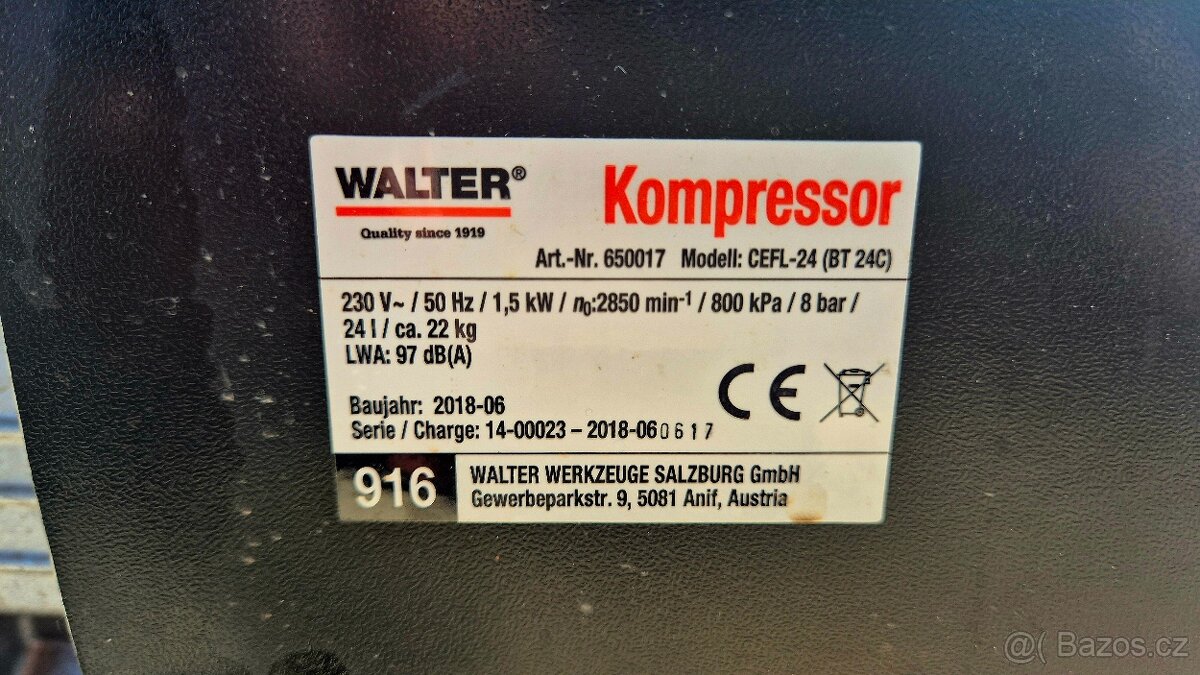 WALTER®
Quality since 1919
Kompressor
Art.-Nr. 650017 Modell: CEFL-24 (BT 24C)
230 V~ / 50 Hz / 1,5 kW / n₀:2850 min⁻¹ / 800 kPa / 8 bar /
24 l / ca. 22 kg
LWA: 97 dB(A)
CE
Baujahr: 2018-06
Serie / Charge: 14-00023 – 2018-06 0617
916
WALTER WERKZEUGE SALZBURG GmbH
Gewerbeparkstr. 9, 5081 Anif, Austria
@( Bazos.cz